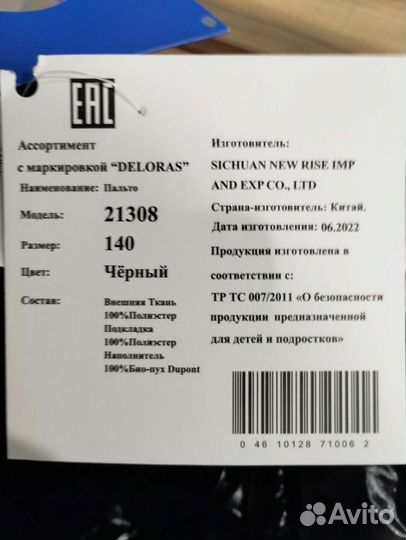 EAC
Ассортимент
с маркировкой “DELORAS”
Наименование: Пальто
Модель: 21308
Размер: 140
Цвет: Чёрный
Состав: Внешняя Ткань
100%Полиэстер
Подкладка
100%Полиэстер
Наполнитель
100%Био-пух Dupont
Изготовитель:
SICHUAN NEW RISE IMP
AND EXP CO., LTD
Страна-изготовитель: Китай.
Дата изготовления: 06.2022
Продукция изготовлена в
соответствии с:
ТР ТС 007/2011 «О безопасности
продукции предназначенной
для детей и подростков»
0 46 10128 71006 2
Avito